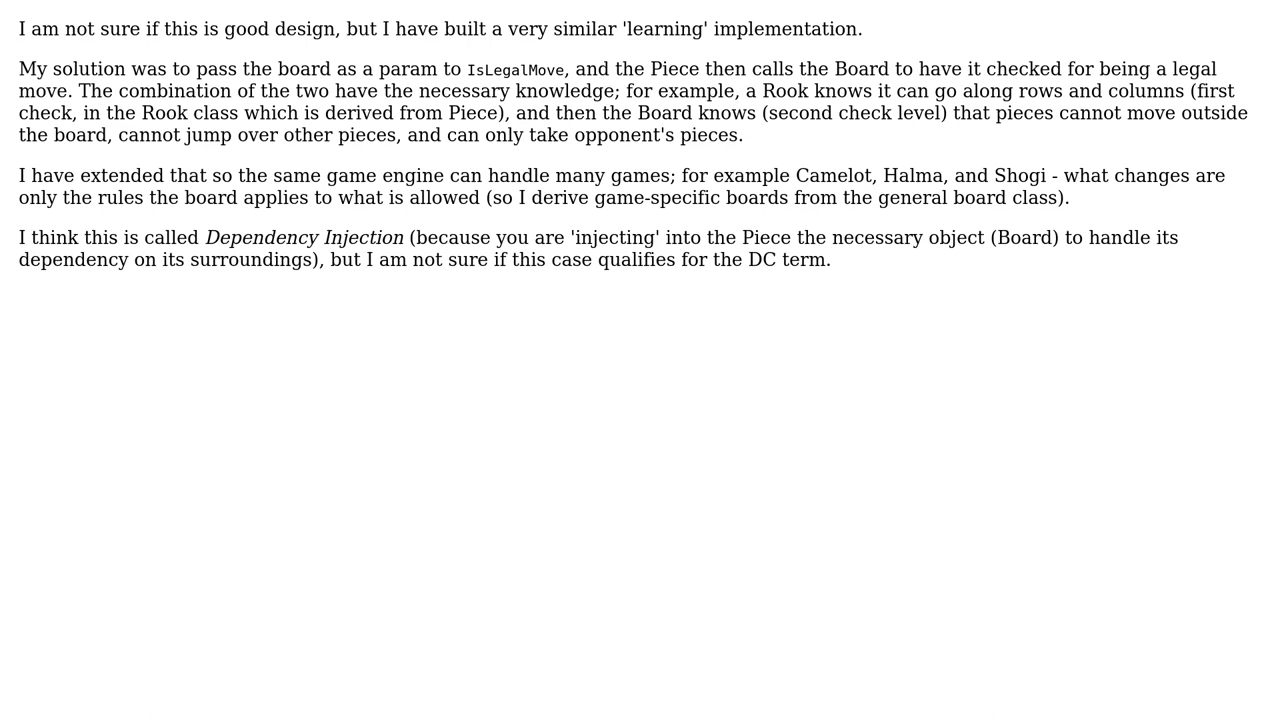 I am not sure if this is good design, but I have built a very similar 'learning' implementation.
My solution was to pass the board as a param to IsLegalMove, and the Piece then calls the Board to have it checked for being a legal
move. The combination of the two have the necessary knowledge; for example, a Rook knows it can go along rows and columns (first
check, in the Rook class which is derived from Piece), and then the Board knows (second check level) that pieces cannot move outside
the board, cannot jump over other pieces, and can only take opponent's pieces.
I have extended that so the same game engine can handle many games; for example Camelot, Halma, and Shogi - what changes are
only the rules the board applies to what is allowed (so I derive game-specific boards from the general board class).
I think this is called Dependency Injection (because you are 'injecting' into the Piece the necessary object (Board) to handle its
dependency on its surroundings), but I am not sure if this case qualifies for the DC term.